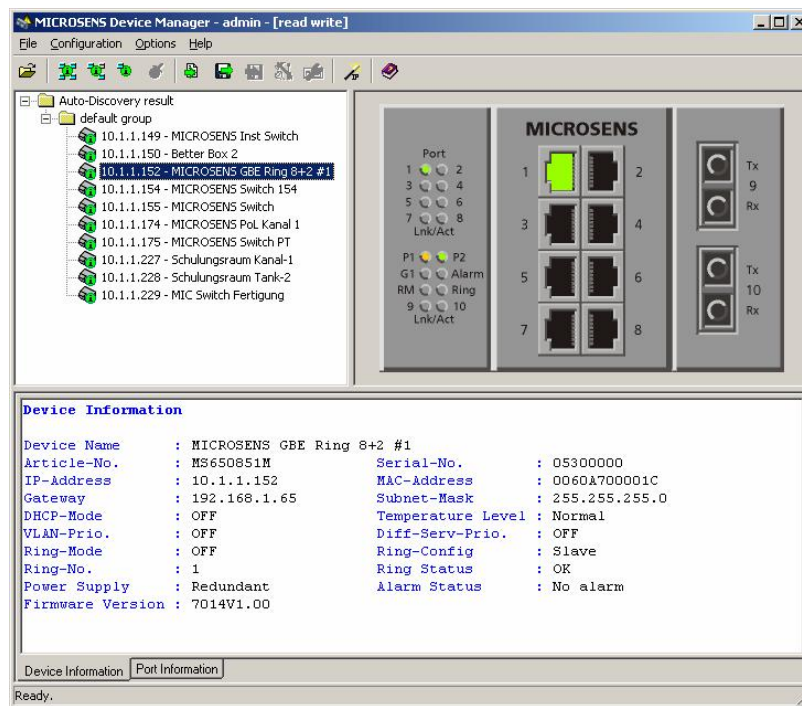 MICROSENS Device Manager - admin - [read write]
File Configuration Options Help
Auto-Discovery result
default group
10.1.1.149 - MICROSENS Inst Switch
10.1.1.150 - Better Box 2
10.1.1.152 - MICROSENS GBE Ring 8+2 #1
10.1.1.154 - MICROSENS Switch 154
10.1.1.155 - MICROSENS Switch
10.1.1.174 - MICROSENS PoL Kanal 1
10.1.1.175 - MICROSENS Switch PT
10.1.1.227 - Schulungsraum Kanal-1
10.1.1.228 - Schulungsraum Tank-2
10.1.1.229 - MIC Switch Fertigung
Port
1 2
3 4
5 6
7 8
Lnk/Act
P1 P2
G1 Alarm
RM Ring
9 10
Lnk/Act
MICROSENS
1 2
3 4
5 6
7 8
Tx
9
Rx
Tx
10
Rx
Device Information
Device Name : MICROSENS GBE Ring 8+2 #1
Article-No. : MS650851M Serial-No. : 05300000
IP-Address : 10.1.1.152 MAC-Address : 0060A700001C
Gateway : 192.168.1.65 Subnet-Mask : 255.255.255.0
DHCP-Mode : OFF Temperature Level : Normal
VLAN-Prio. : OFF Diff-Serv-Prio. : OFF
Ring-Mode : OFF Ring-Config : Slave
Ring-No. : 1 Ring Status : OK
Power Supply : Redundant Alarm Status : No alarm
Firmware Version : 7014V1.00
Device Information Port Information
Ready.